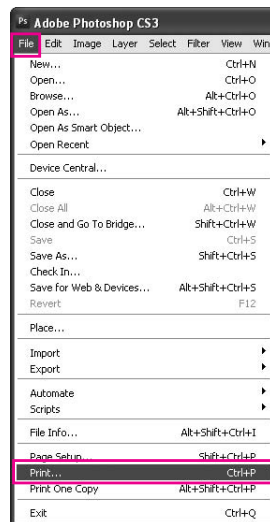 Ps Adobe Photoshop CS3
File Edit Image Layer Select Filter View Win
New... Ctrl+N
Open... Ctrl+O
Browse... Alt+Ctrl+O
Open As... Alt+Shift+Ctrl+O
Open As Smart Object...
Open Recent
Device Central...
Close Ctrl+W
Close All Alt+Ctrl+W
Close and Go To Bridge... Shift+Ctrl+W
Save Ctrl+S
Save As... Shift+Ctrl+S
Check In...
Save for Web & Devices... Alt+Shift+Ctrl+S
Revert F12
Place...
Import
Export
Automate
Scripts
File Info... Alt+Shift+Ctrl+I
Page Setup... Shift+Ctrl+P
Print... Ctrl+P
Print One Copy Alt+Shift+Ctrl+P
Exit Ctrl+Q